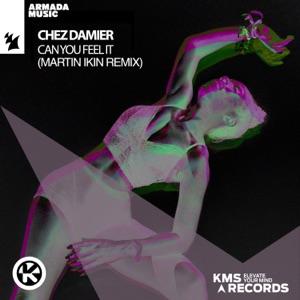 ARMADA
MUSIC
CHEZ DAMIER
CAN YOU FEEL IT
(MARTIN IKIN REMIX)
K
KMS ELEVATE
YOUR MIND
RECORDS